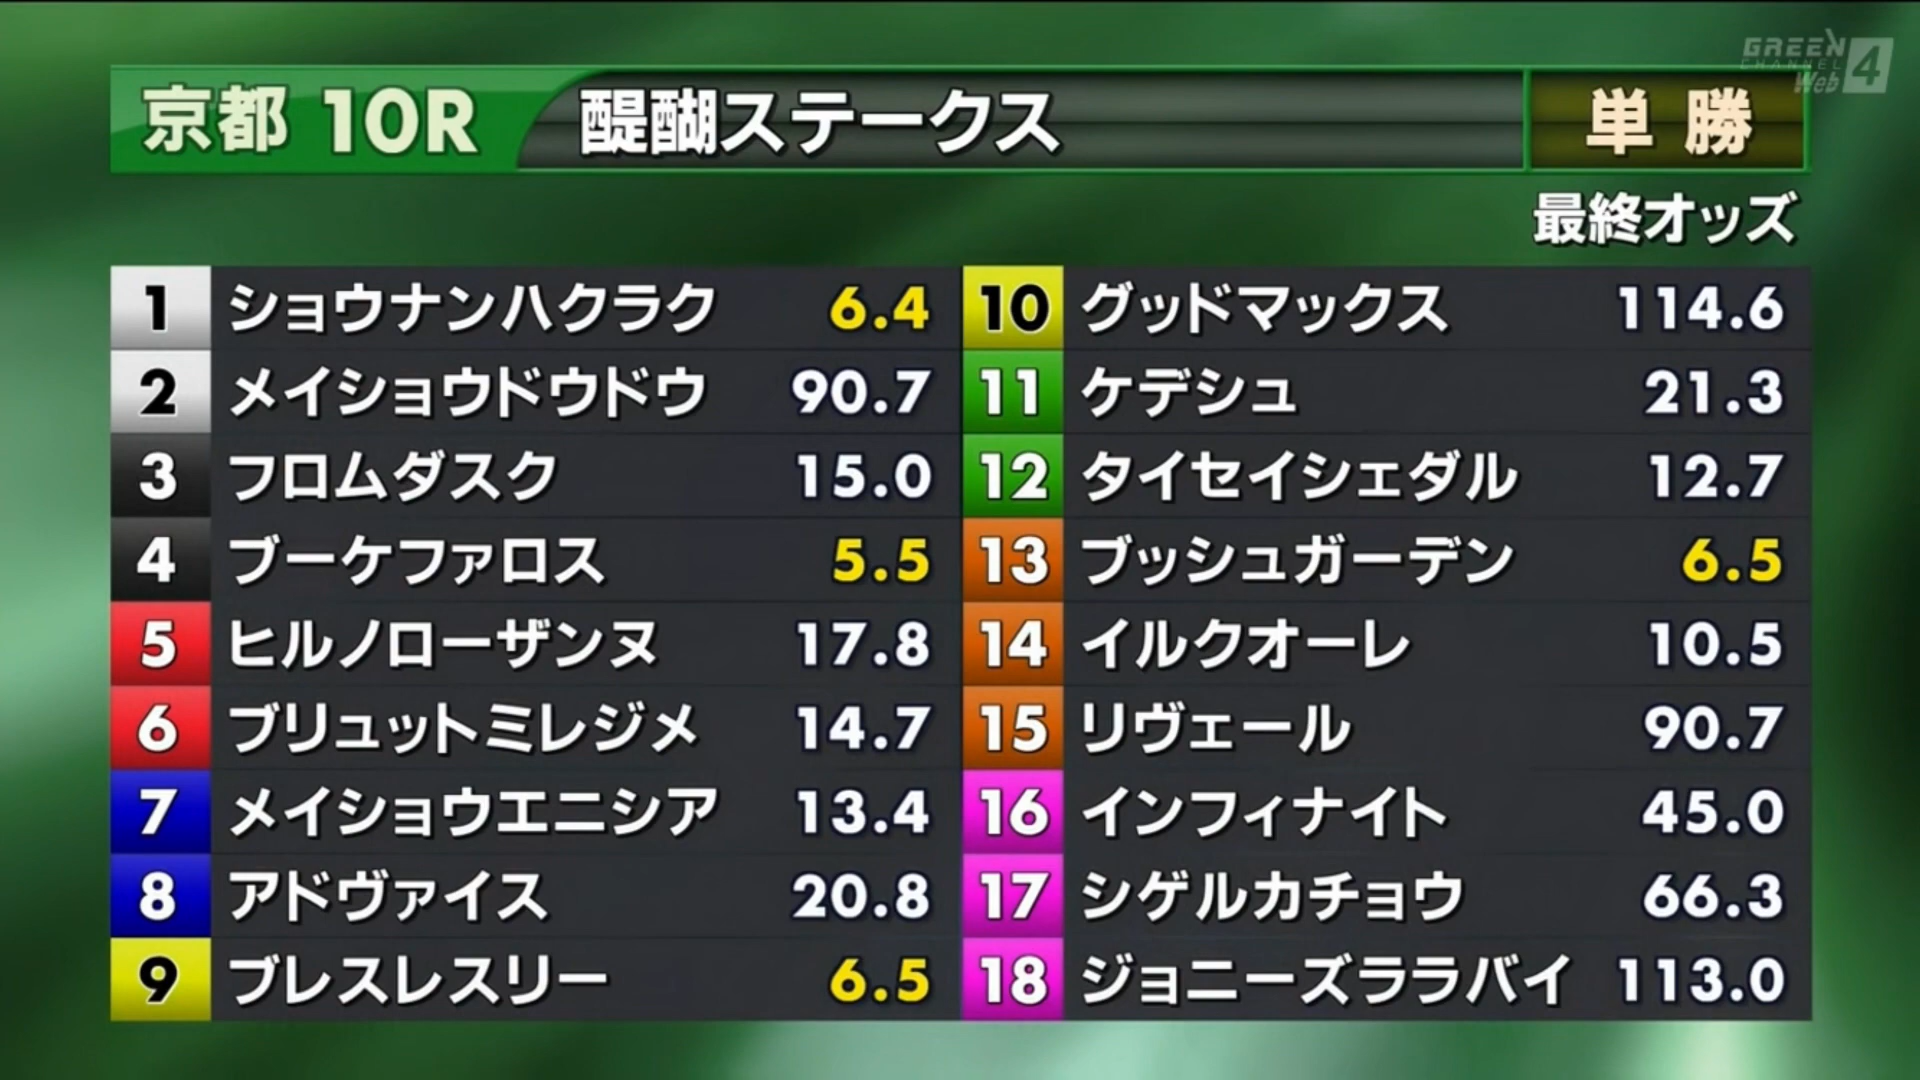 GREEN CHANNEL Web 4
京都 10R 醍醐ステークス 単勝
最終オッズ
1 ショウナンハクラク 6.4
2 メイショウドウドウ 90.7
3 フロムダスク 15.0
4 ブーケファロス 5.5
5 ヒルノローザンヌ 17.8
6 ブリュットミレジメ 14.7
7 メイショウエニシア 13.4
8 アドヴァイス 20.8
9 ブレスレスリー 6.5
10 グッドマックス 114.6
11 ケデシュ 21.3
12 タイセイシェダル 12.7
13 ブッシュガーデン 6.5
14 イルクオーレ 10.5
15 リヴェール 90.7
16 インフィナイト 45.0
17 シゲルカチョウ 66.3
18 ジョニーズララバイ 113.0